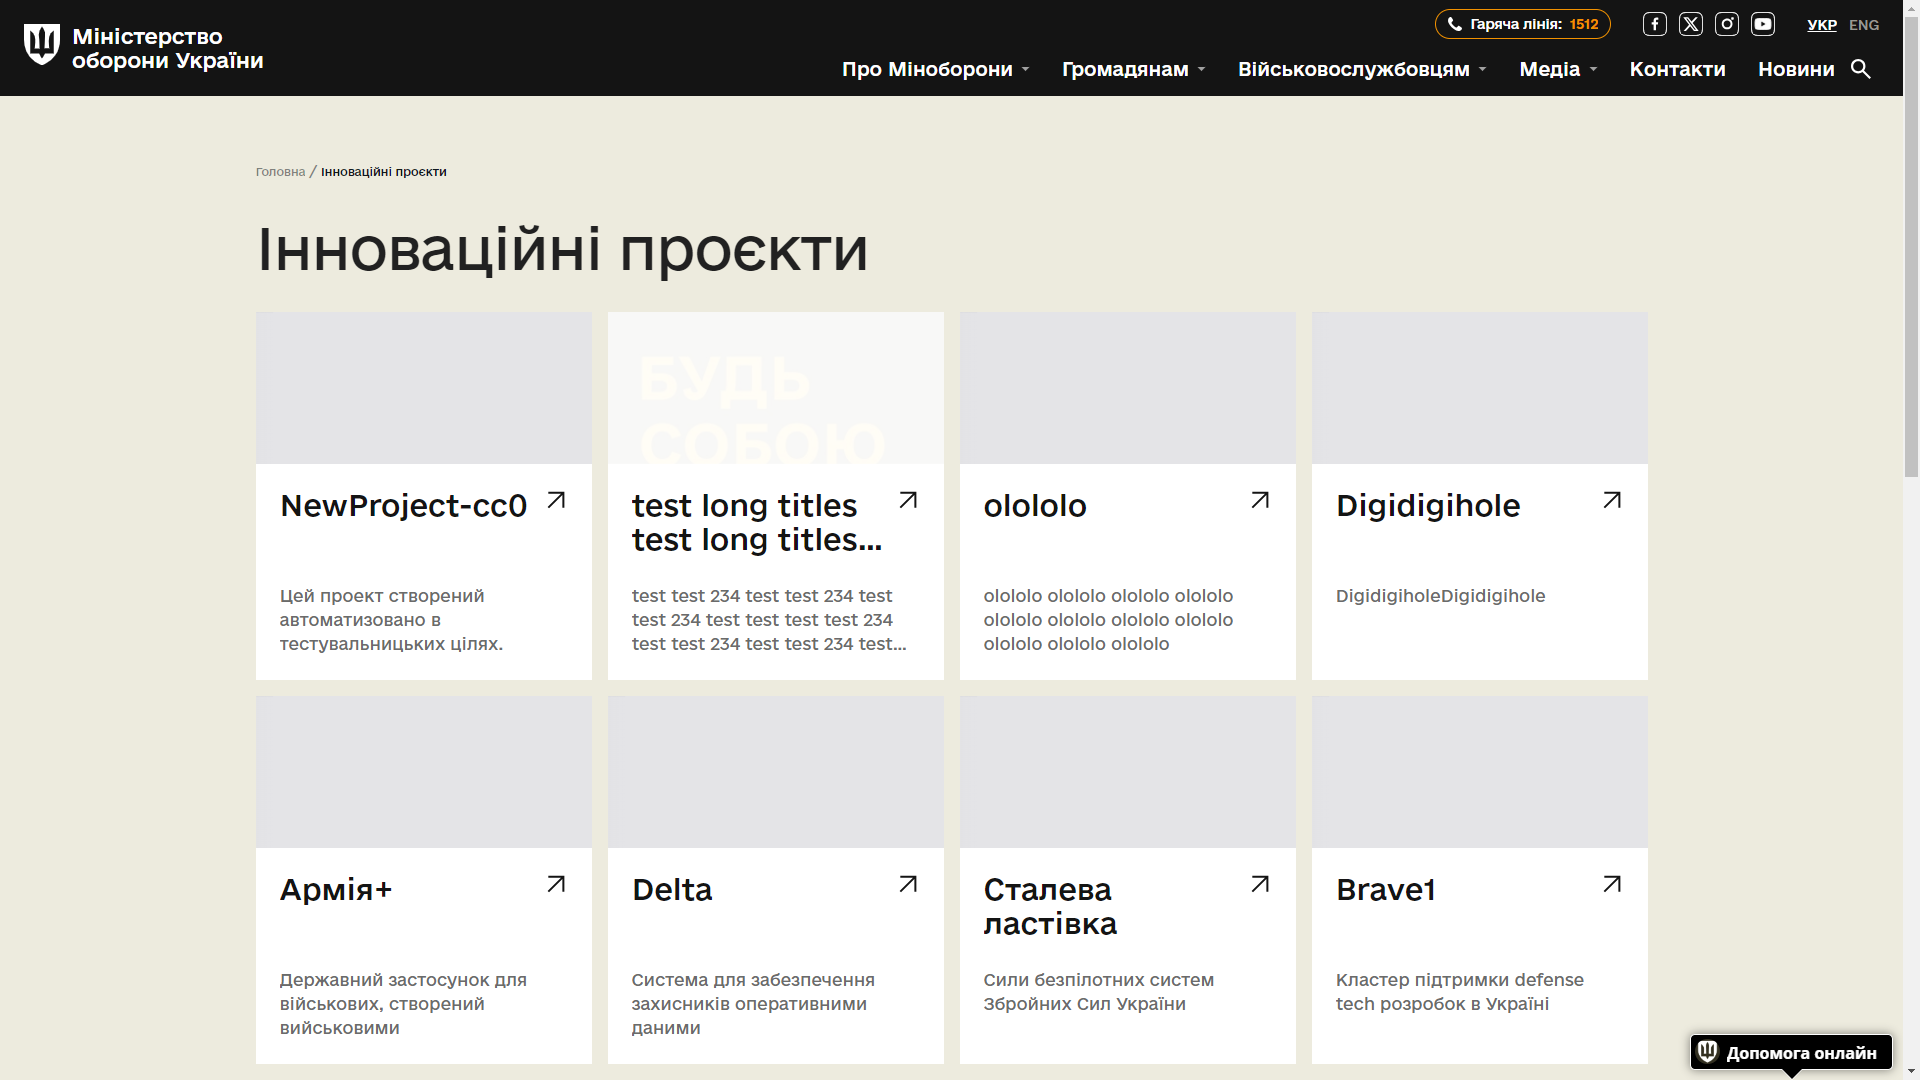 Міністерство
оборони України
Гаряча лінія: 1512
УКР ENG
Про Міноборони
Громадянам
Військовослужбовцям
Медіа
Контакти
Новини
Головна / Інноваційні проєкти
Інноваційні проєкти
NewProject-cc0
Цей проект створений
автоматизовано в
тестувальницьких цілях.
БУДЬ
СОБОЮ
test long titles
test long titles...
test test 234 test test 234 test
test 234 test test test test 234
test test 234 test test 234 test...
olololo
olololo olololo olololo olololo
olololo olololo olololo olololo
olololo olololo olololo
Digidigihole
DigidigiholeDigidigihole
Армія+
Державний застосунок для
військових, створений
вийськовими
Delta
Система для забезпечення
захисників оперативними
даними
Сталева
ластівка
Сили безпілотних систем
Збройних Сил України
Brave1
Кластер підтримки defense
tech розробок в Україні
Допомога онлайн